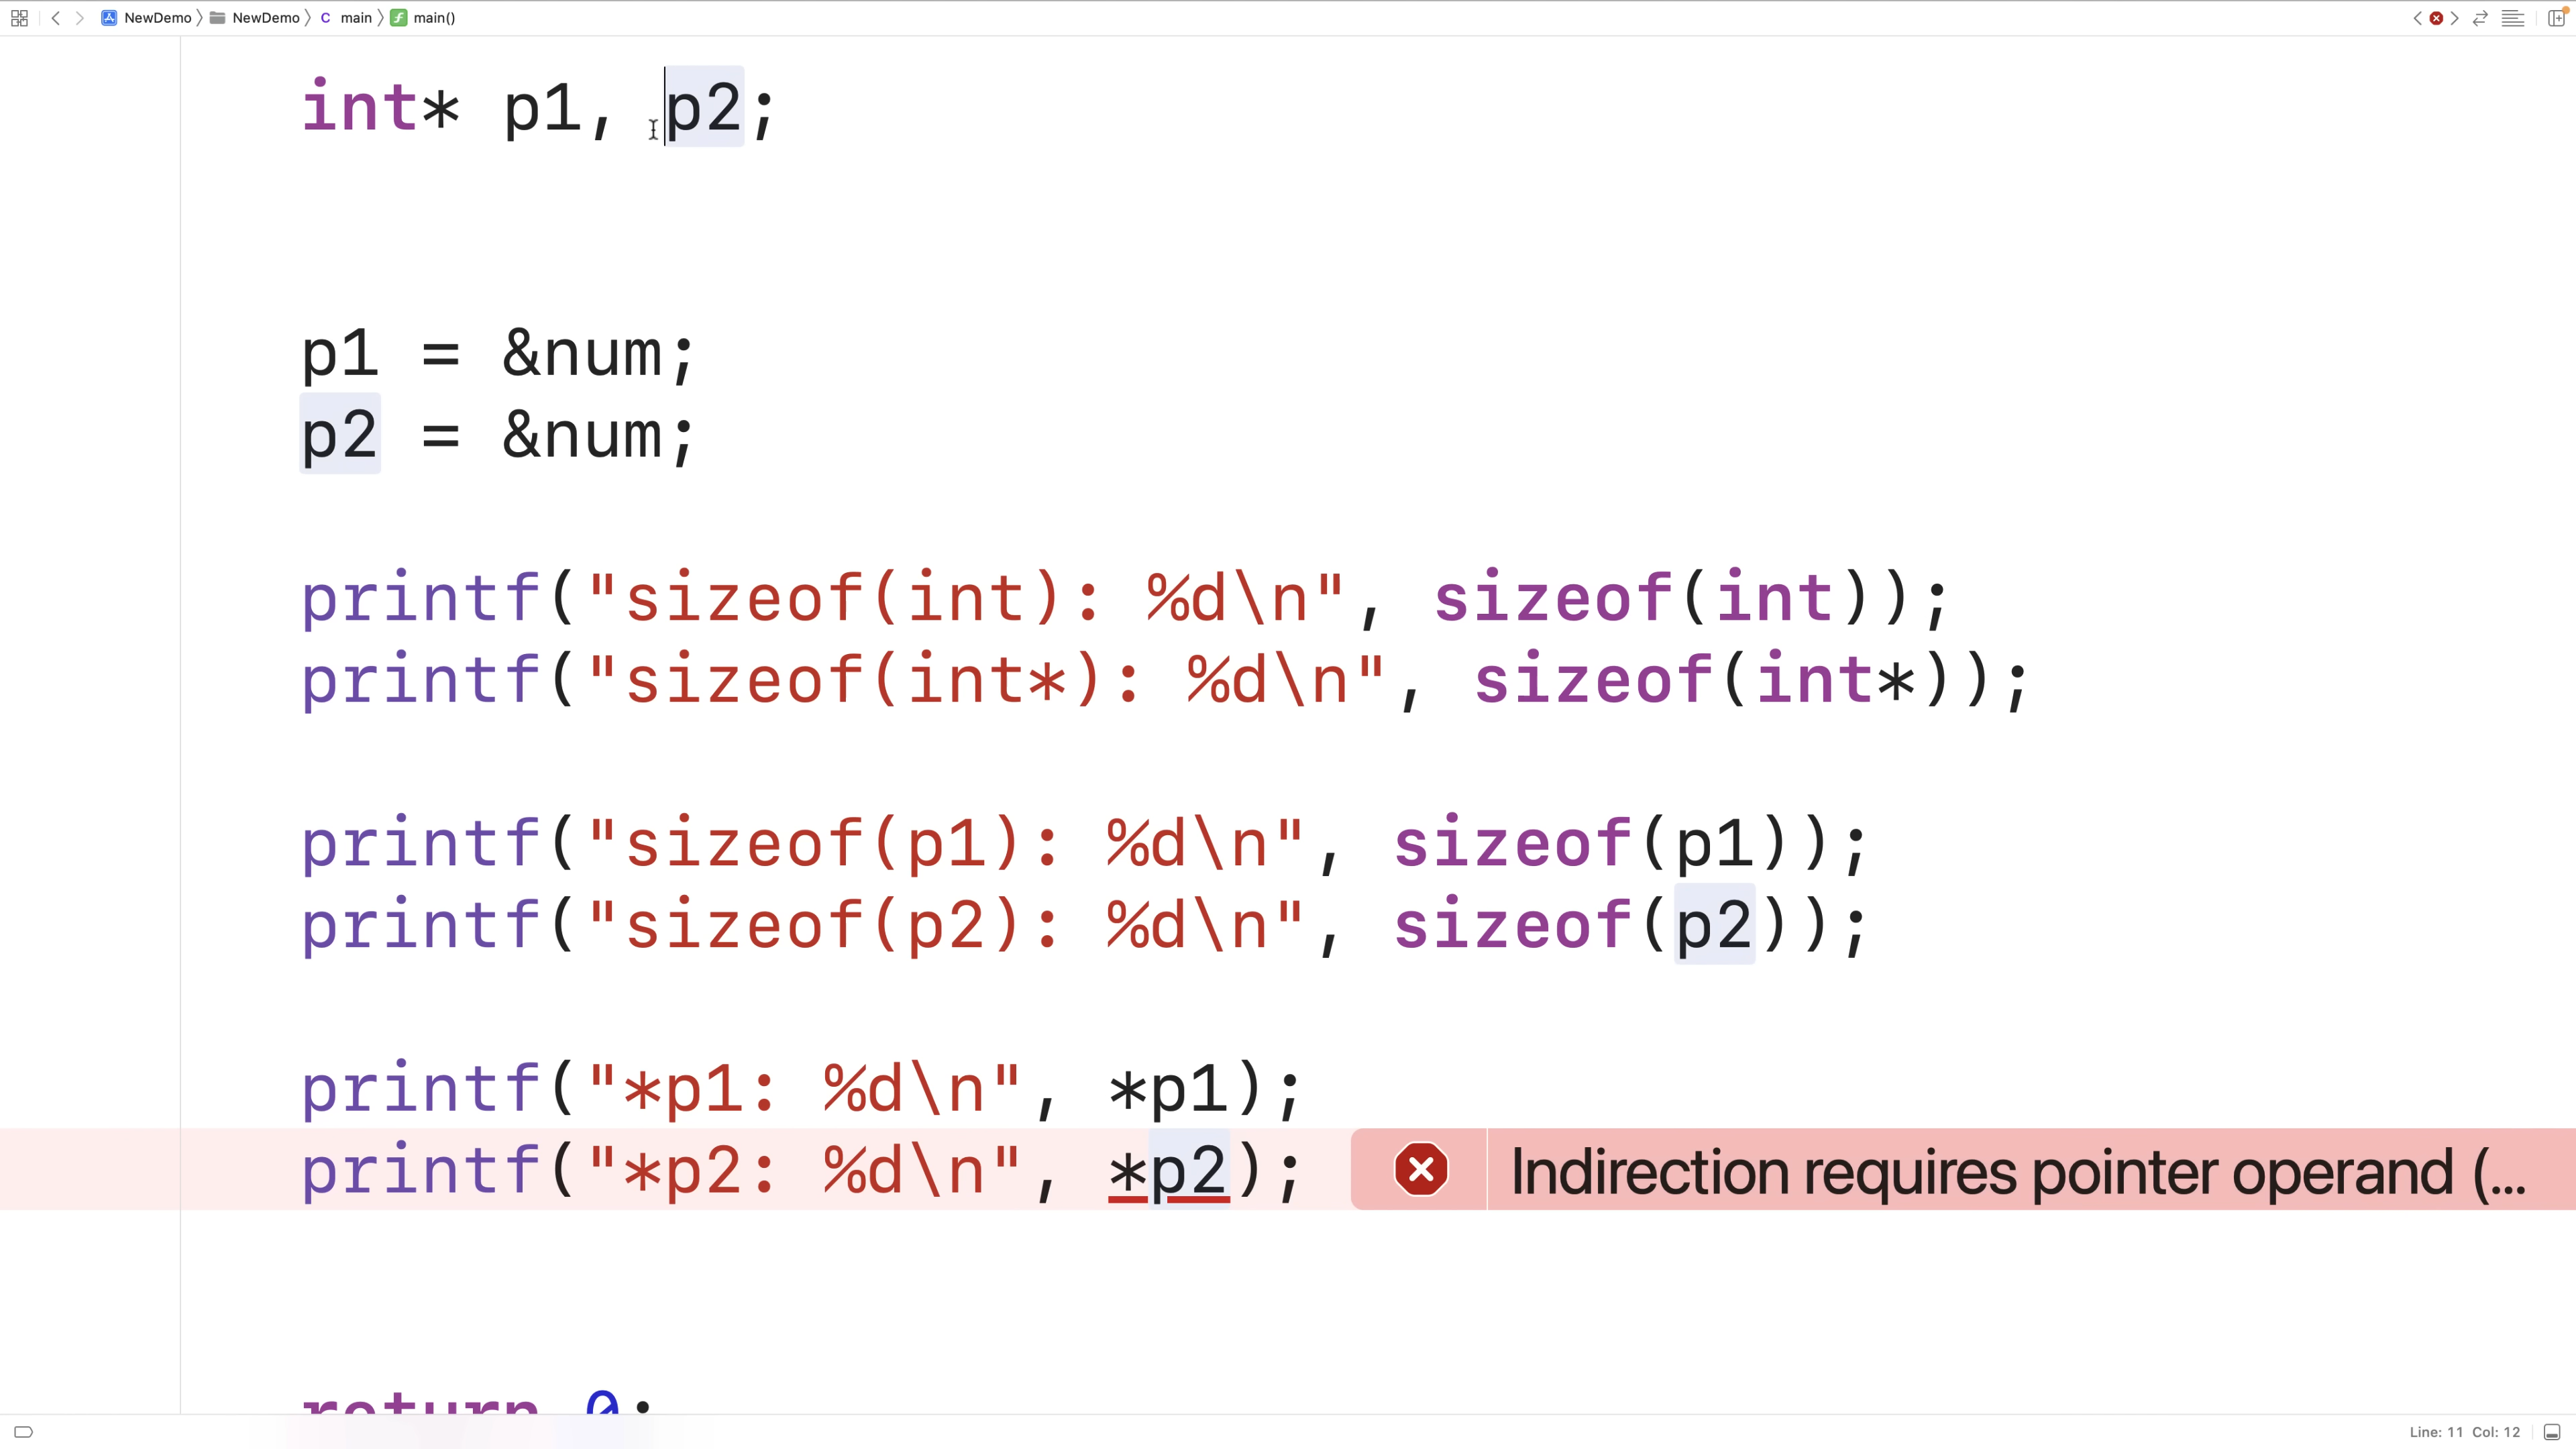 NewDemo NewDemo C main f main()
int* p1, p2;
p1 = &num;
p2 = &num;
printf("sizeof(int): %d\n", sizeof(int));
printf("sizeof(int*): %d\n", sizeof(int*));
printf("sizeof(p1): %d\n", sizeof(p1));
printf("sizeof(p2): %d\n", sizeof(p2));
printf("*p1: %d\n", *p1);
printf("*p2: %d\n", *p2); Indirection requires pointer operand (...
return 0;
Line: 11 Col: 12